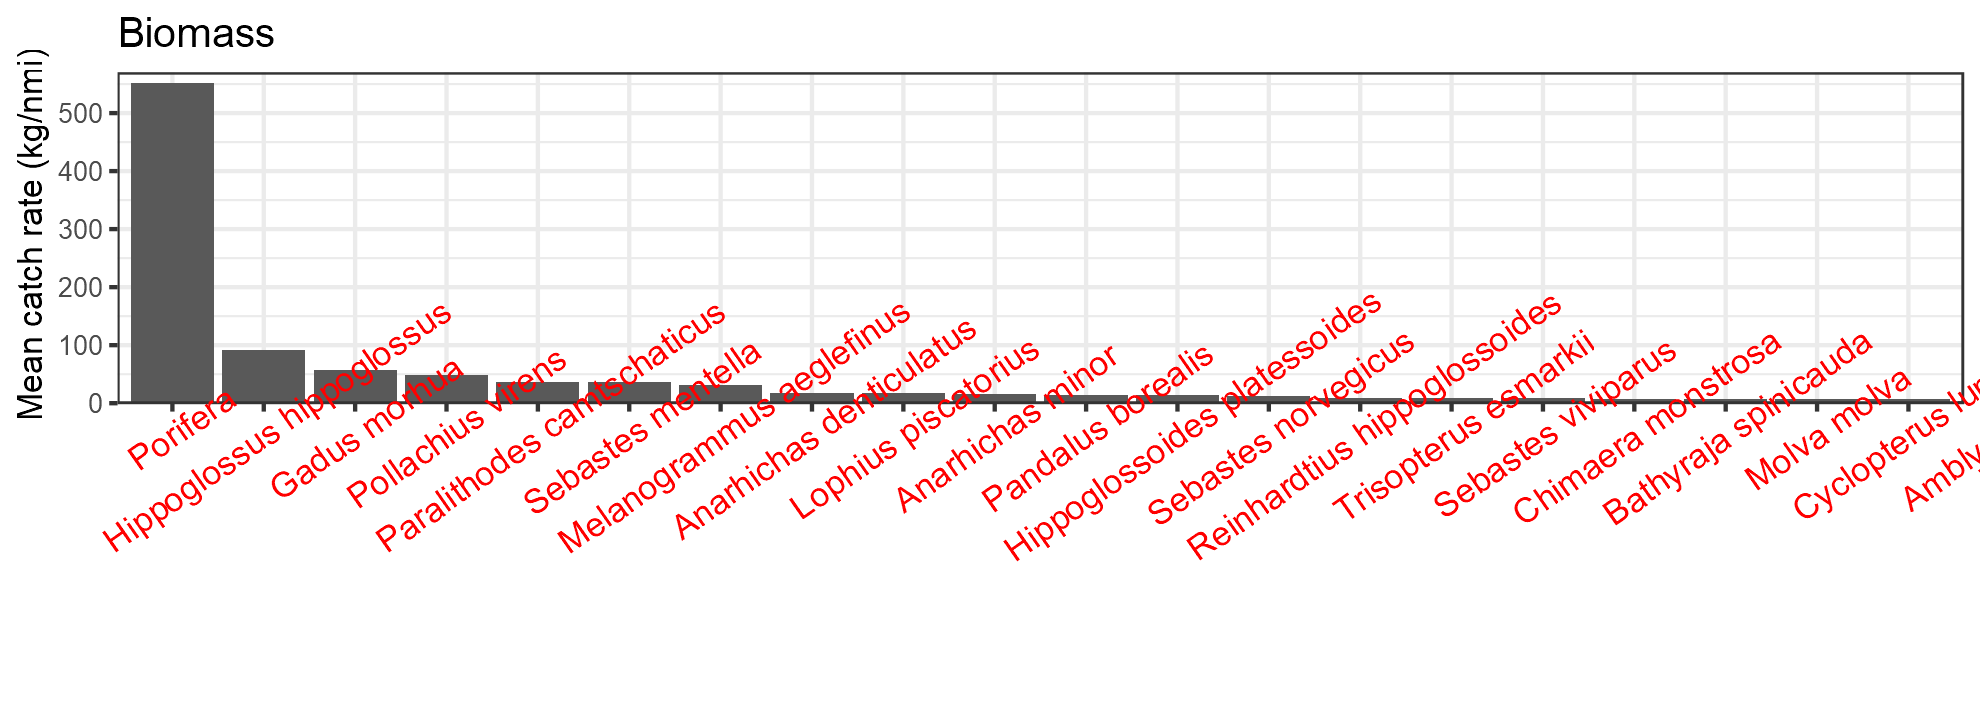 Biomass
Mean catch rate (kg/nmi)
500
400
300
200
100
0
Porifera
Hippoglossus hippoglossus
Gadus morhua
Pollachius virens
Paralithodes camtschaticus
Sebastes mentella
Melanogrammus aeglefinus
Anarhichas denticulatus
Lophius piscatorius
Anarhichas minor
Pandalus borealis
Hippoglossoides platessoides
Sebastes norvegicus
Reinhardtius hippoglossoides
Trisopterus esmarkii
Sebastes viviparus
Chimaera monstrosa
Bathyraja spinicauda
Molva molva
Cyclopterus